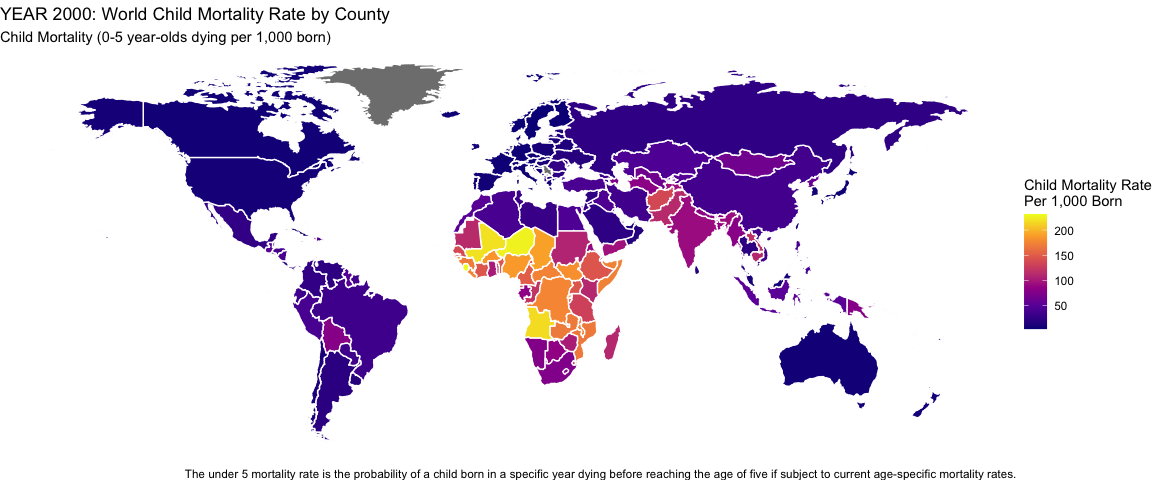 YEAR 2000: World Child Mortality Rate by County
Child Mortality (0-5 year-olds dying per 1,000 born)
Child Mortality Rate
Per 1,000 Born
200
150
100
50
The under 5 mortality rate is the probability of a child born in a specific year dying before reaching the age of five if subject to current age-specific mortality rates.